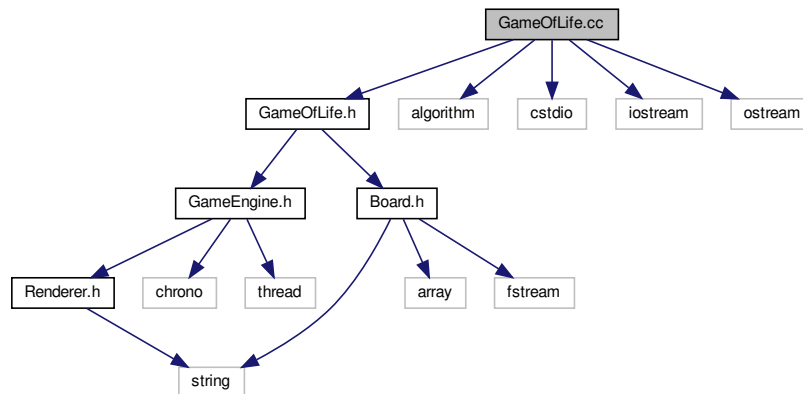 GameOfLife.cc
GameOfLife.h
algorithm
cstdio
iostream
ostream
GameEngine.h
Board.h
Renderer.h
chrono
thread
array
fstream
string